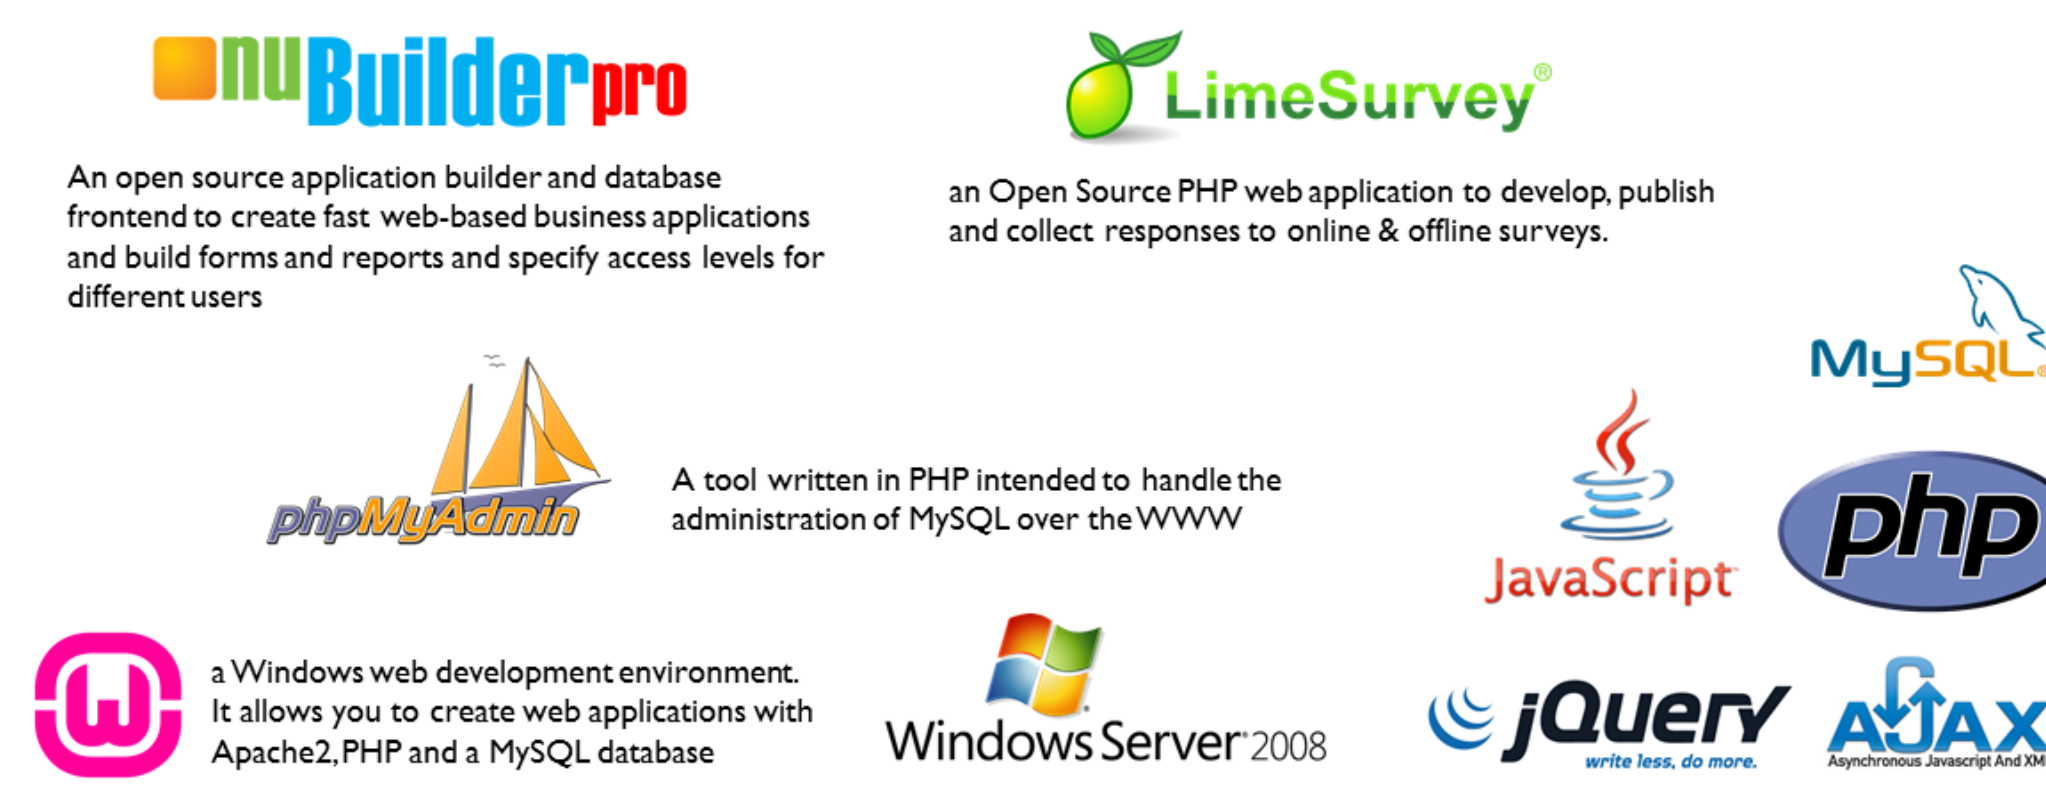 nuBuilderpro
An open source application builder and database
frontend to create fast web-based business applications
and build forms and reports and specify access levels for
different users
LimeSurvey®
an Open Source PHP web application to develop, publish
and collect responses to online & offline surveys.
MySQL®
phpMyAdmin
A tool written in PHP intended to handle the
administration of MySQL over the WWW
JavaScript™
php
W
a Windows web development environment.
It allows you to create web applications with
Apache2, PHP and a MySQL database
Windows Server® 2008
jQuery
write less, do more.
AJAX
Asynchronous Javascript And XM